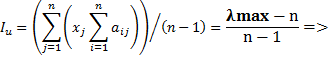 I_u = (∑_{j=1}^{n} (x_j ∑_{i=1}^{n} a_{ij})) / (n−1) = (λmax − n)/(n − 1) =>